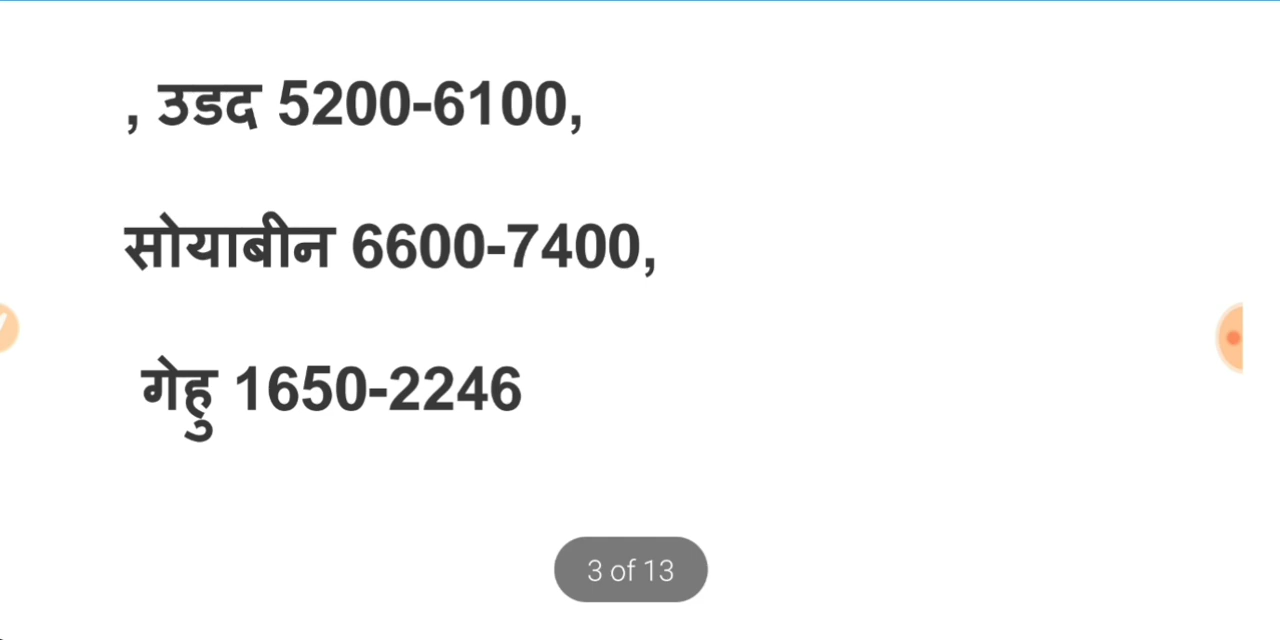 , उडद 5200-6100,
सोयाबीन 6600-7400,
गेहु 1650-2246
3 of 13